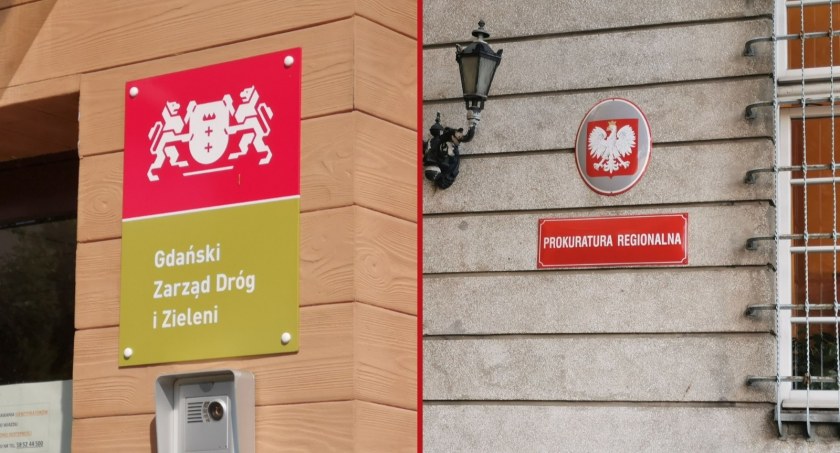 Gdański
Zarząd Dróg
i Zieleni
PROKURATURA REGIONALNA